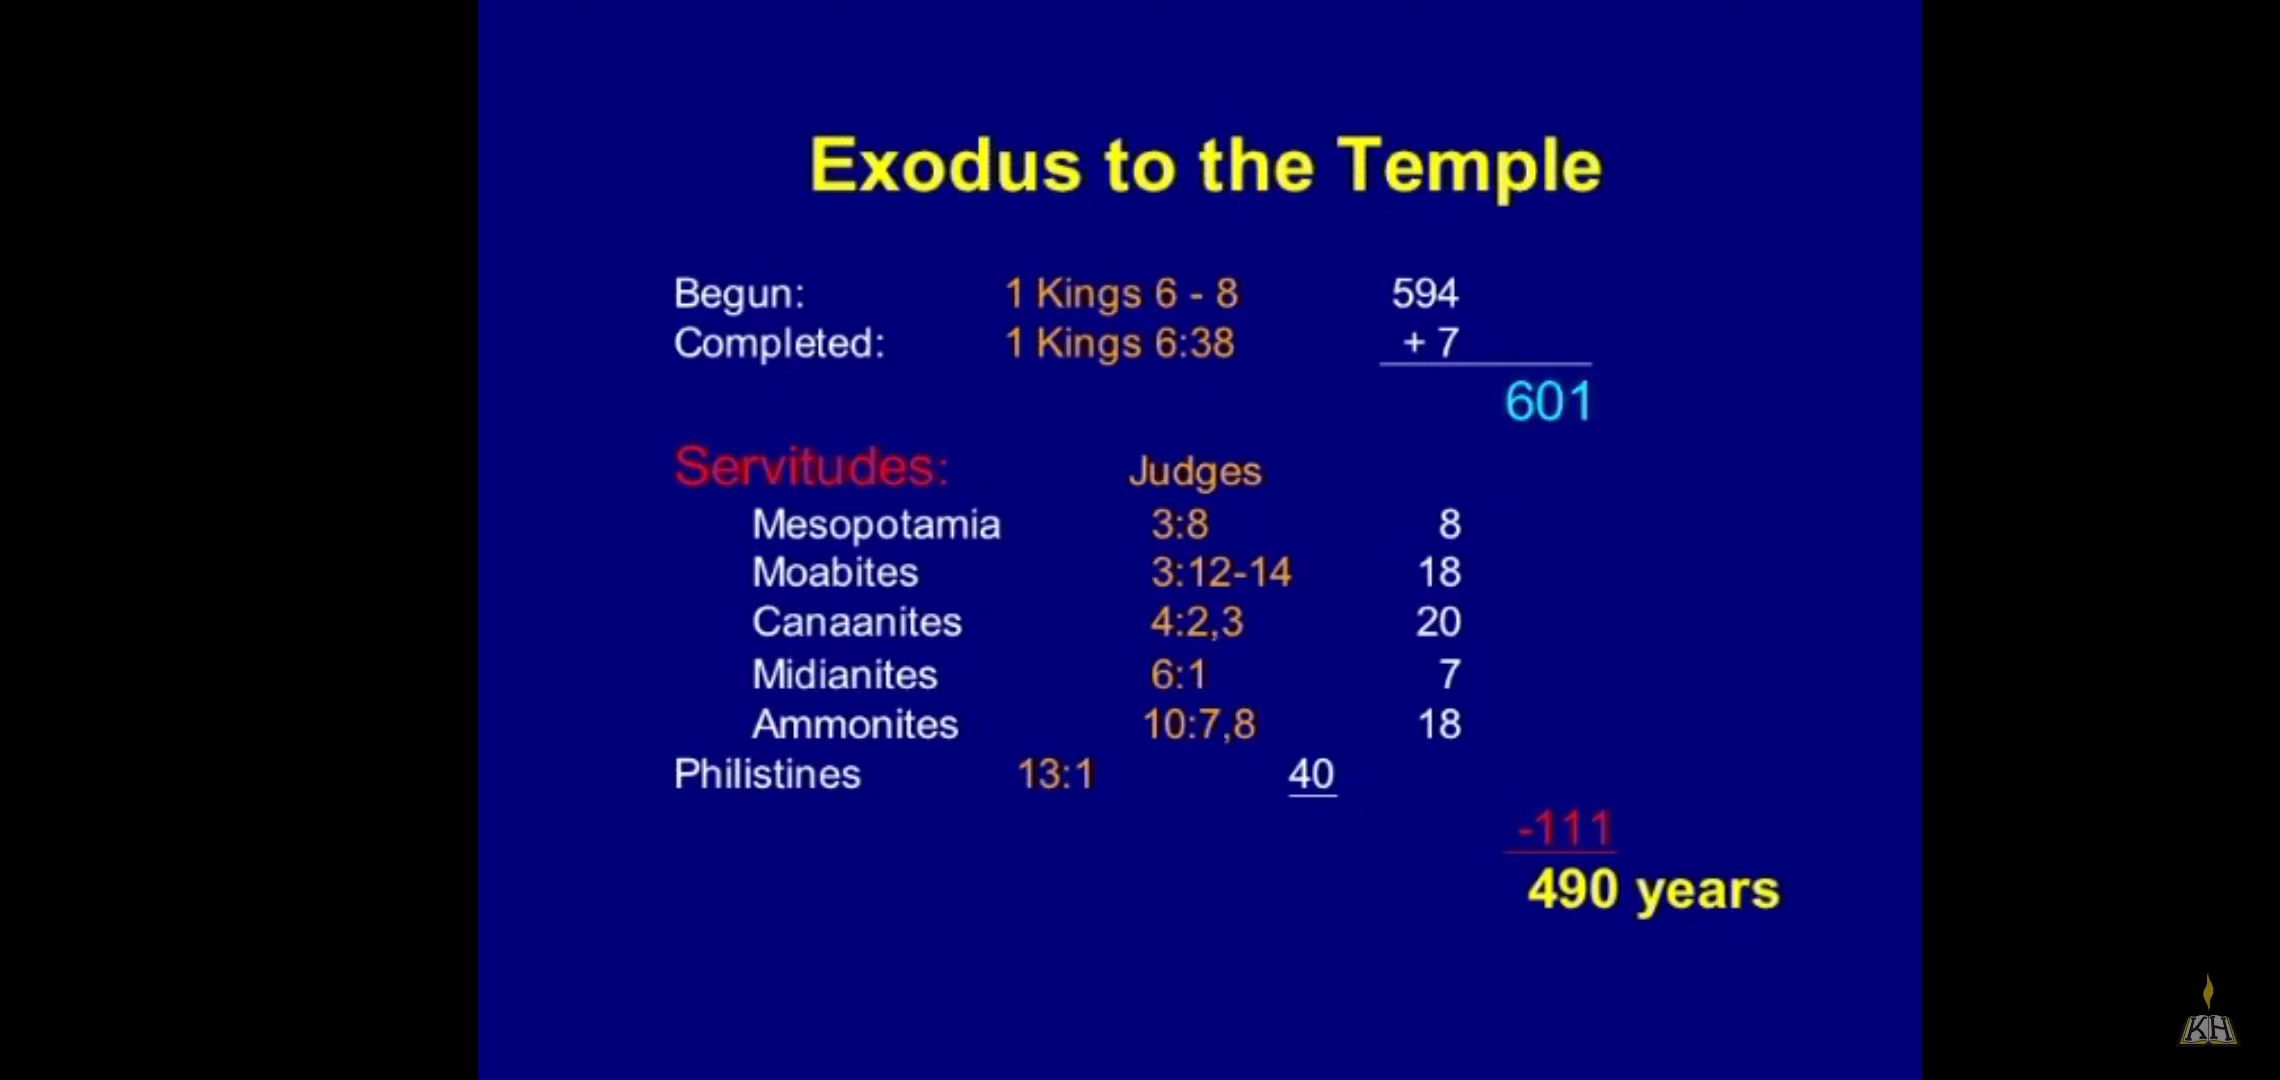 Exodus to the Temple
Begun: 1 Kings 6 - 8 594
Completed: 1 Kings 6:38 + 7
601
Servitudes: Judges
Mesopotamia 3:8 8
Moabites 3:12-14 18
Canaanites 4:2,3 20
Midianites 6:1 7
Ammonites 10:7,8 18
Philistines 13:1 40
-111
490 years
KH